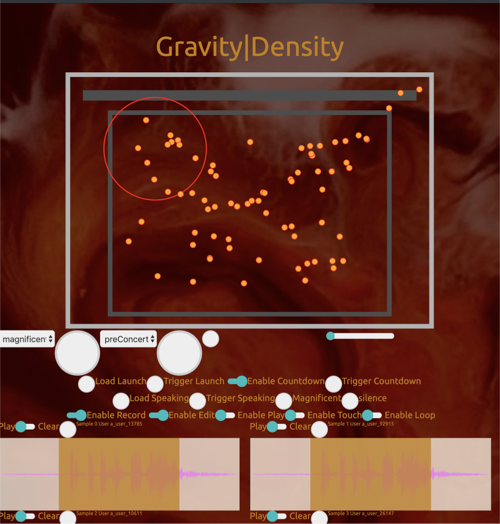 Gravity|Density
magnificent preConcert
Load Launch Trigger Launch Enable Countdown Trigger Countdown
Load Speaking Trigger Speaking Magnificent silence
Enable Record Enable Edit Enable Play Enable Touch Enable Loop
Play Clear Sample 0 User a_user_13785 Play Clear Sample 1 User a_user_92915
Play Clear Sample 2 User a_user_10611 Play Clear Sample 3 User a_user_26147